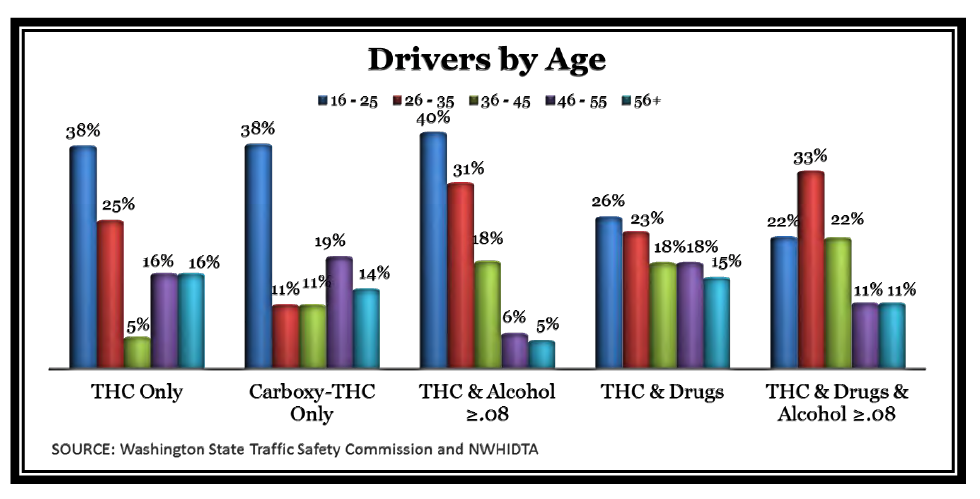 Drivers by Age
16 - 25 26 - 35 36 - 45 46 - 55 56+
38% 25% 5% 16% 16%
38% 11% 11% 19% 14%
40% 31% 18% 6% 5%
26% 23% 18% 18% 15%
22% 33% 22% 11% 11%
THC Only
Carboxy-THC
Only
THC & Alcohol
≥.08
THC & Drugs
THC & Drugs &
Alcohol ≥.08
SOURCE: Washington State Traffic Safety Commission and NWHIDTA